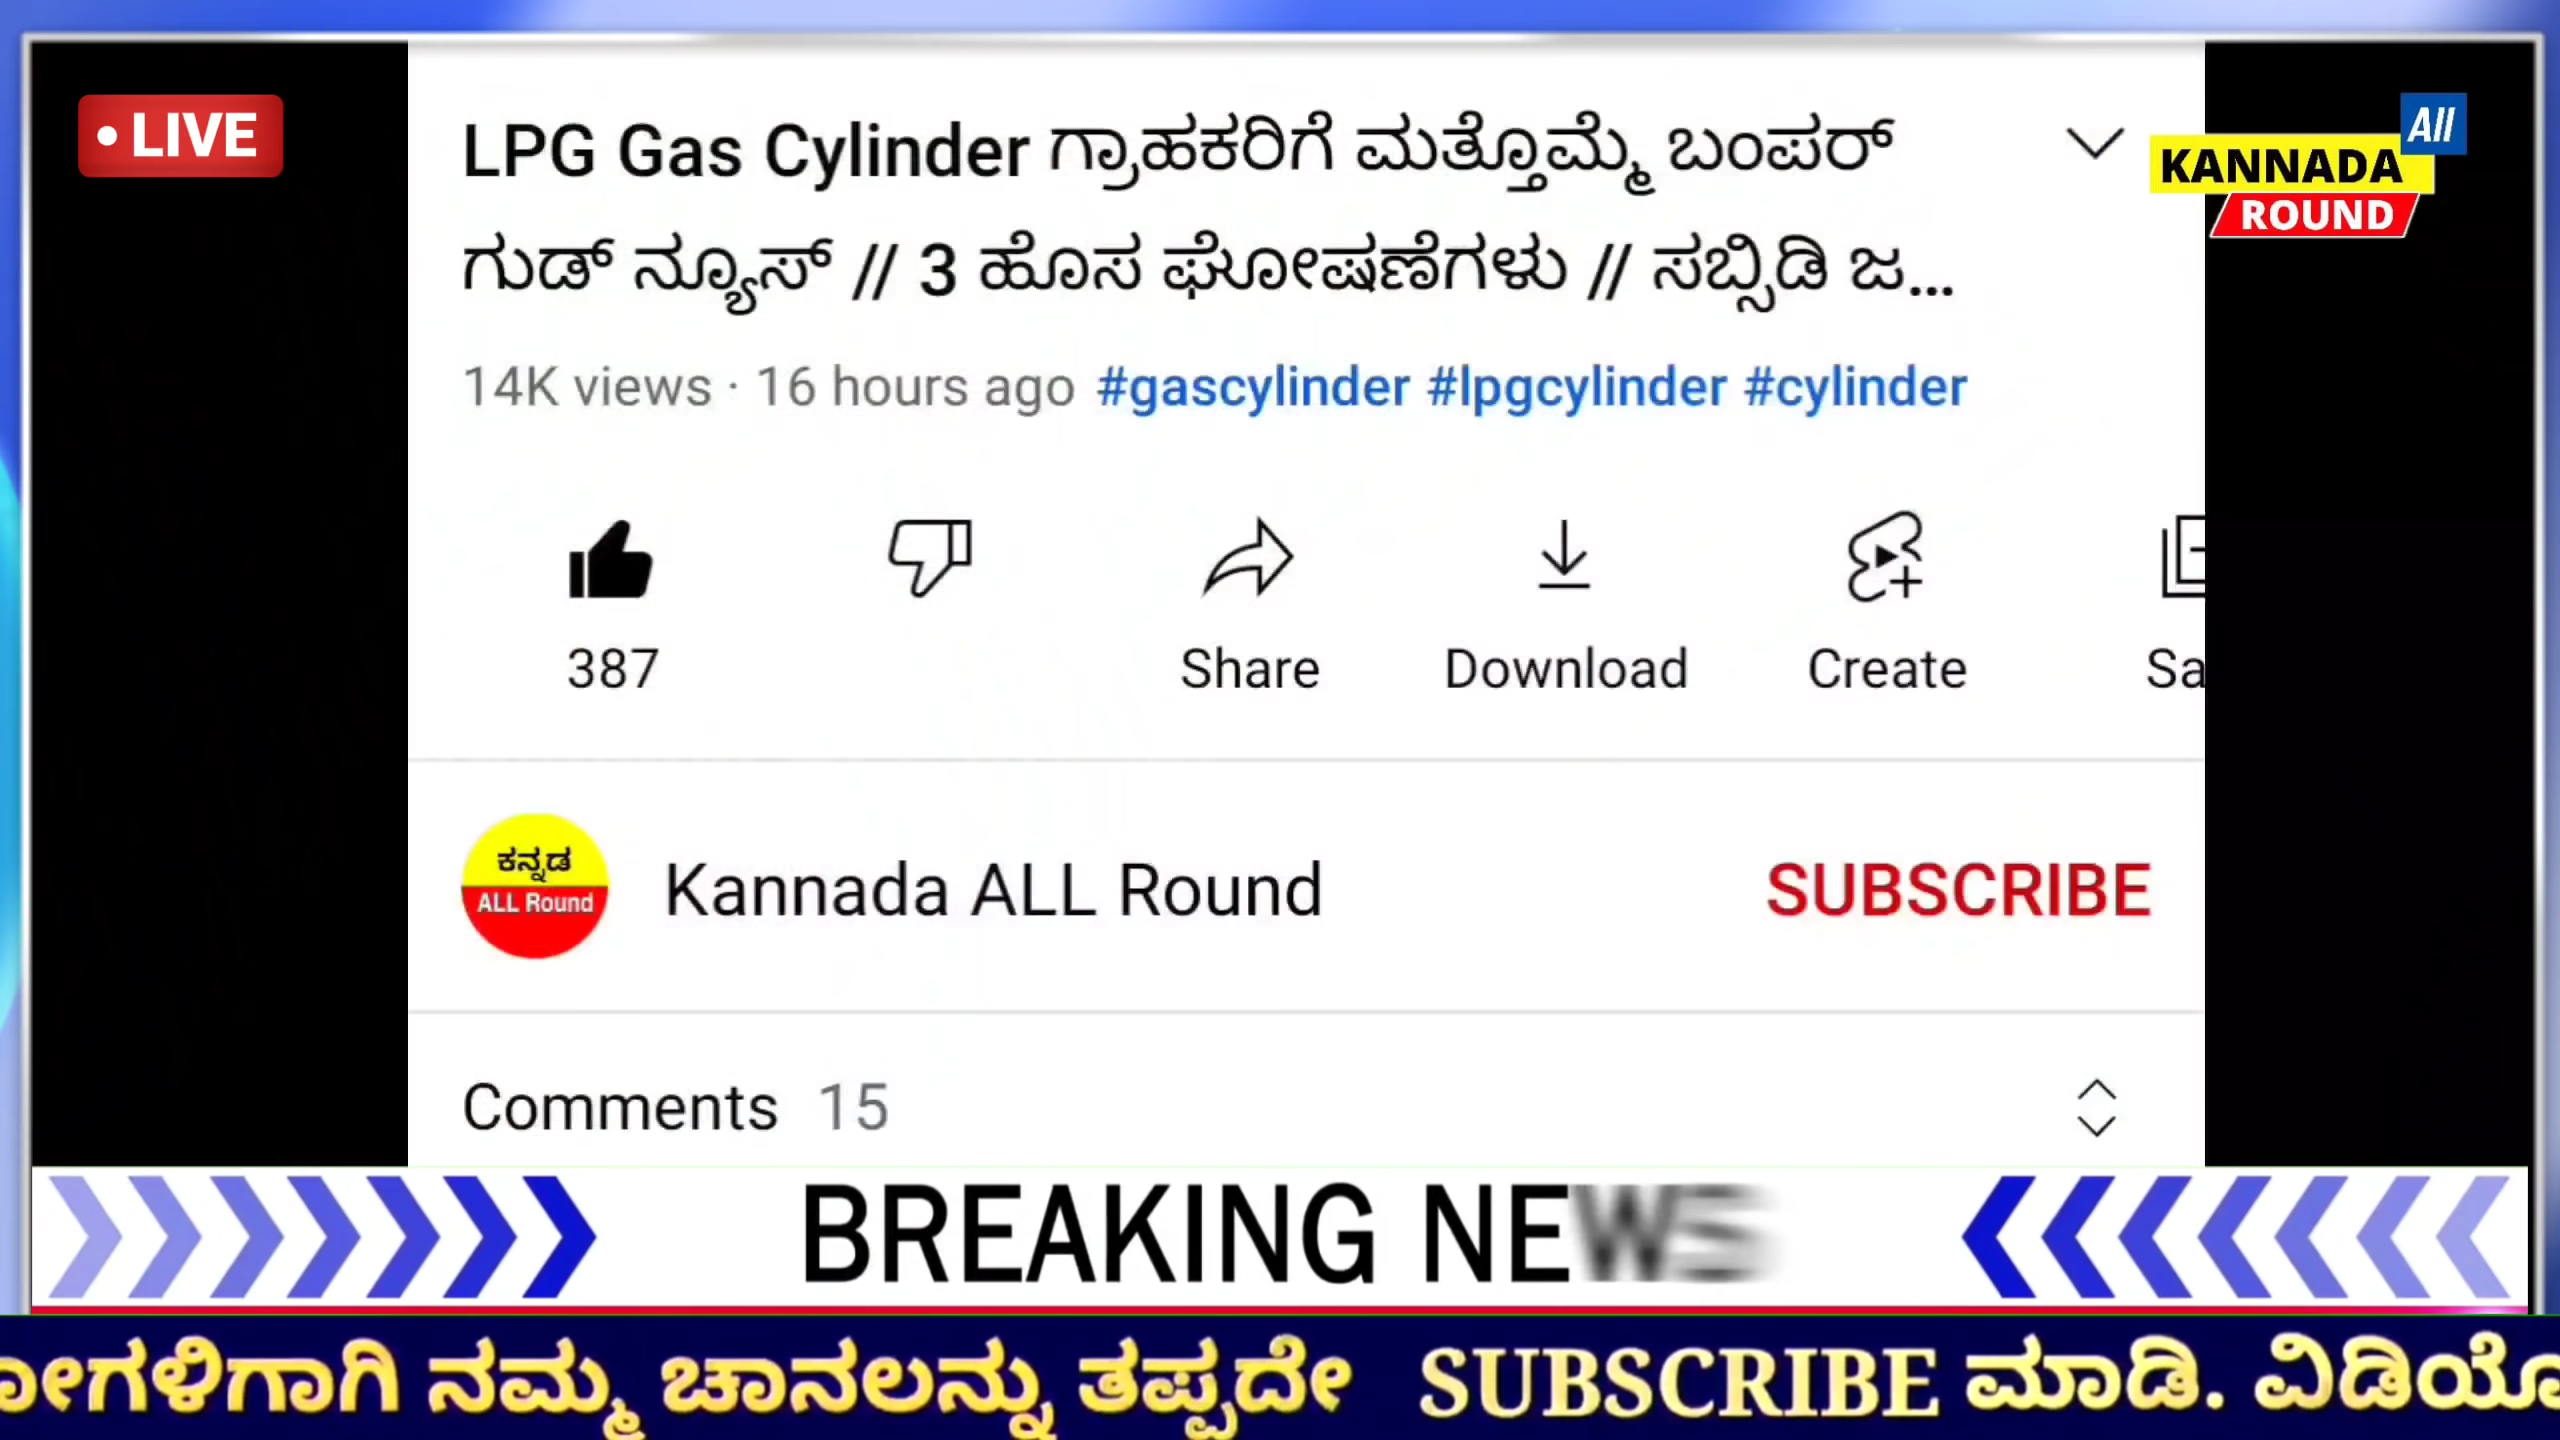 • LIVE
All
KANNADA
ROUND
LPG Gas Cylinder ಗ್ರಾಹಕರಿಗೆ ಮತ್ತೊಮ್ಮೆ ಬಂಪರ್
ಗುಡ್ ನ್ಯೂಸ್ // 3 ಹೊಸ ಘೋಷಣೆಗಳು // ಸಬ್ಸಿಡಿ ಜ...
14K views · 16 hours ago #gascylinder #lpgcylinder #cylinder
387 Share Download Create Sa
ಕನ್ನಡ
ALL Round
Kannada ALL Round SUBSCRIBE
Comments 15
BREAKING NEWS
ೋಗಳಿಗಾಗಿ ನಮ್ಮ ಚಾನಲನ್ನು ತಪ್ಪದೇ SUBSCRIBE ಮಾಡಿ. ವಿಡಿಯೋ